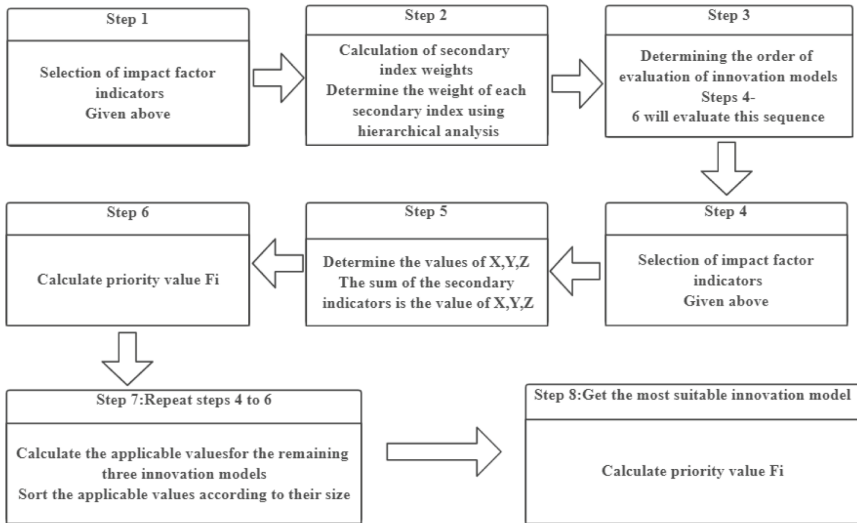 Step 1
Selection of impact factor
indicators
Given above
Step 2
Calculation of secondary
index weights
Determine the weight of each
secondary index using
hierarchical analysis
Step 3
Determining the order of
evaluation of innovation models
Steps 4-
6 will evaluate this sequence
Step 4
Selection of impact factor
indicators
Given above
Step 5
Determine the values of X,Y,Z
The sum of the secondary
indicators is the value of X,Y,Z
Step 6
Calculate priority value Fi
Step 7:Repeat steps 4 to 6
Calculate the applicable valuesfor the remaining
three innovation models
Sort the applicable values according to their size
Step 8:Get the most suitable innovation model
Calculate priority value Fi